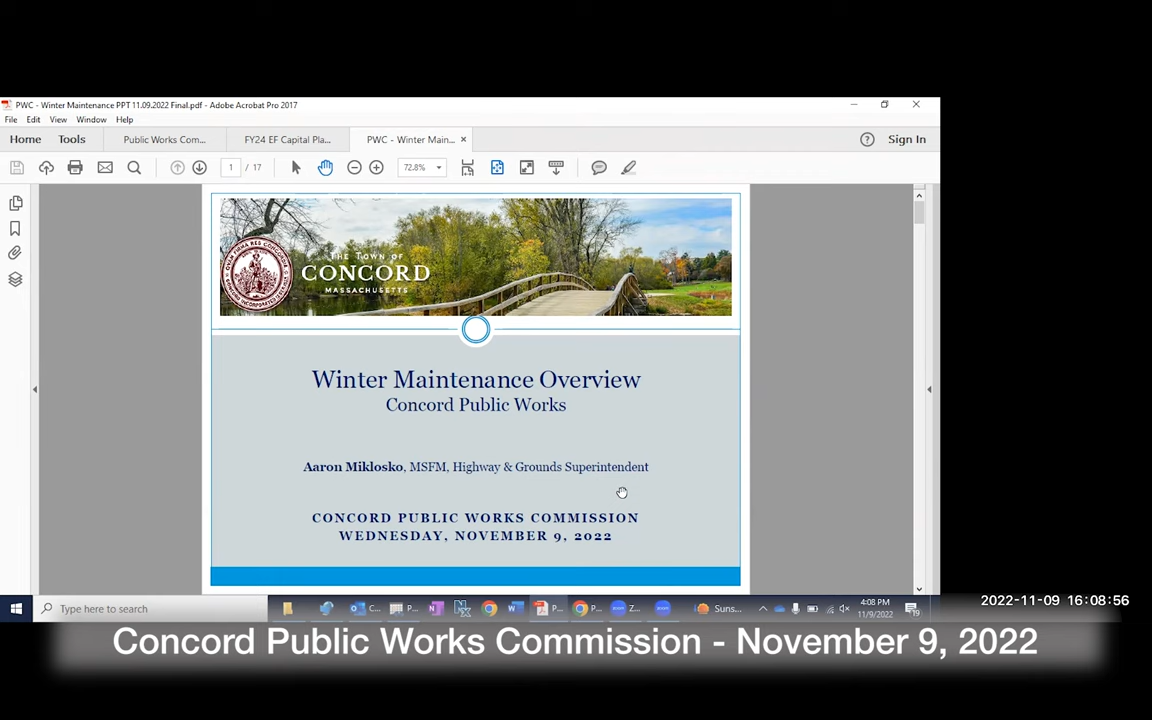 PWC - Winter Maintenance PPT 11.09.2022 Final.pdf - Adobe Acrobat Pro 2017
File Edit View Window Help
Home Tools Public Works Com... FY24 EF Capital Pla... PWC - Winter Main... Sign In
1 / 17 72.8%
THE TOWN OF
CONCORD
MASSACHUSETTS
Winter Maintenance Overview
Concord Public Works
Aaron Miklosko, MSFM, Highway & Grounds Superintendent
CONCORD PUBLIC WORKS COMMISSION
WEDNESDAY, NOVEMBER 9, 2022
Type here to search C... P... P... P... Z... Suns... 4:08 PM
11/9/2022
2022-11-09 16:08:56
Concord Public Works Commission - November 9, 2022